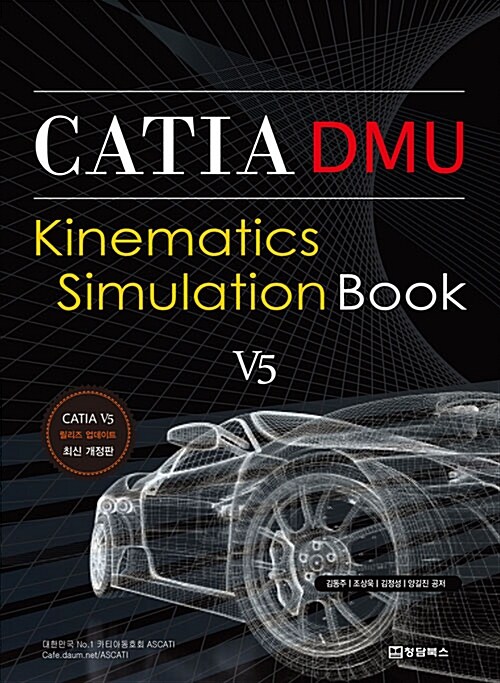 CATIA DMU
Kinematics
Simulation Book
V5
CATIA V5
릴리즈 업데이트
최신 개정판
김동주 | 조상욱 | 김정성 | 양길진 공저
대한민국 No.1 카티아동호회 ASCATI
Cafe.daum.net/ASCATI
청담북스